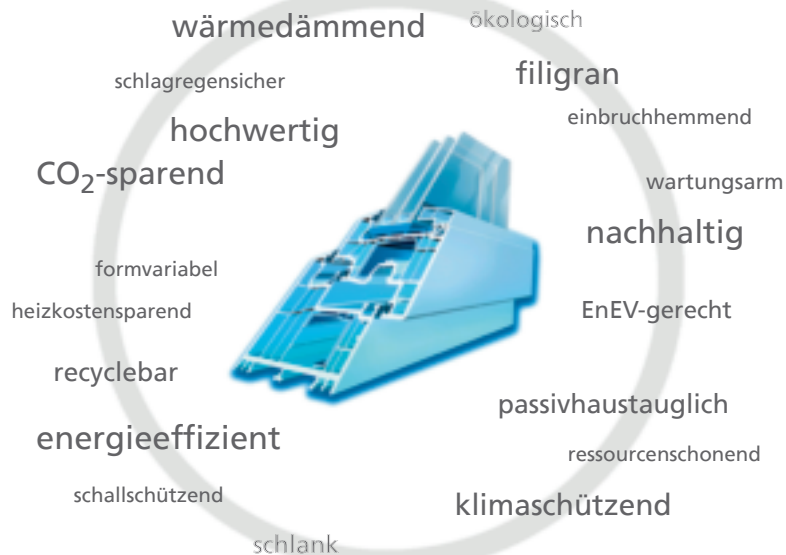 wärmedämmend
ökologisch
filigran
schlagregensicher
einbruchhemmend
hochwertig
CO₂-sparend
wartungsarm
nachhaltig
formvariabel
heizkostensparend
EnEV-gerecht
recyclebar
passivhaustauglich
energieeffizient
ressourcenschonend
schallschützend
klimaschützend
schlank